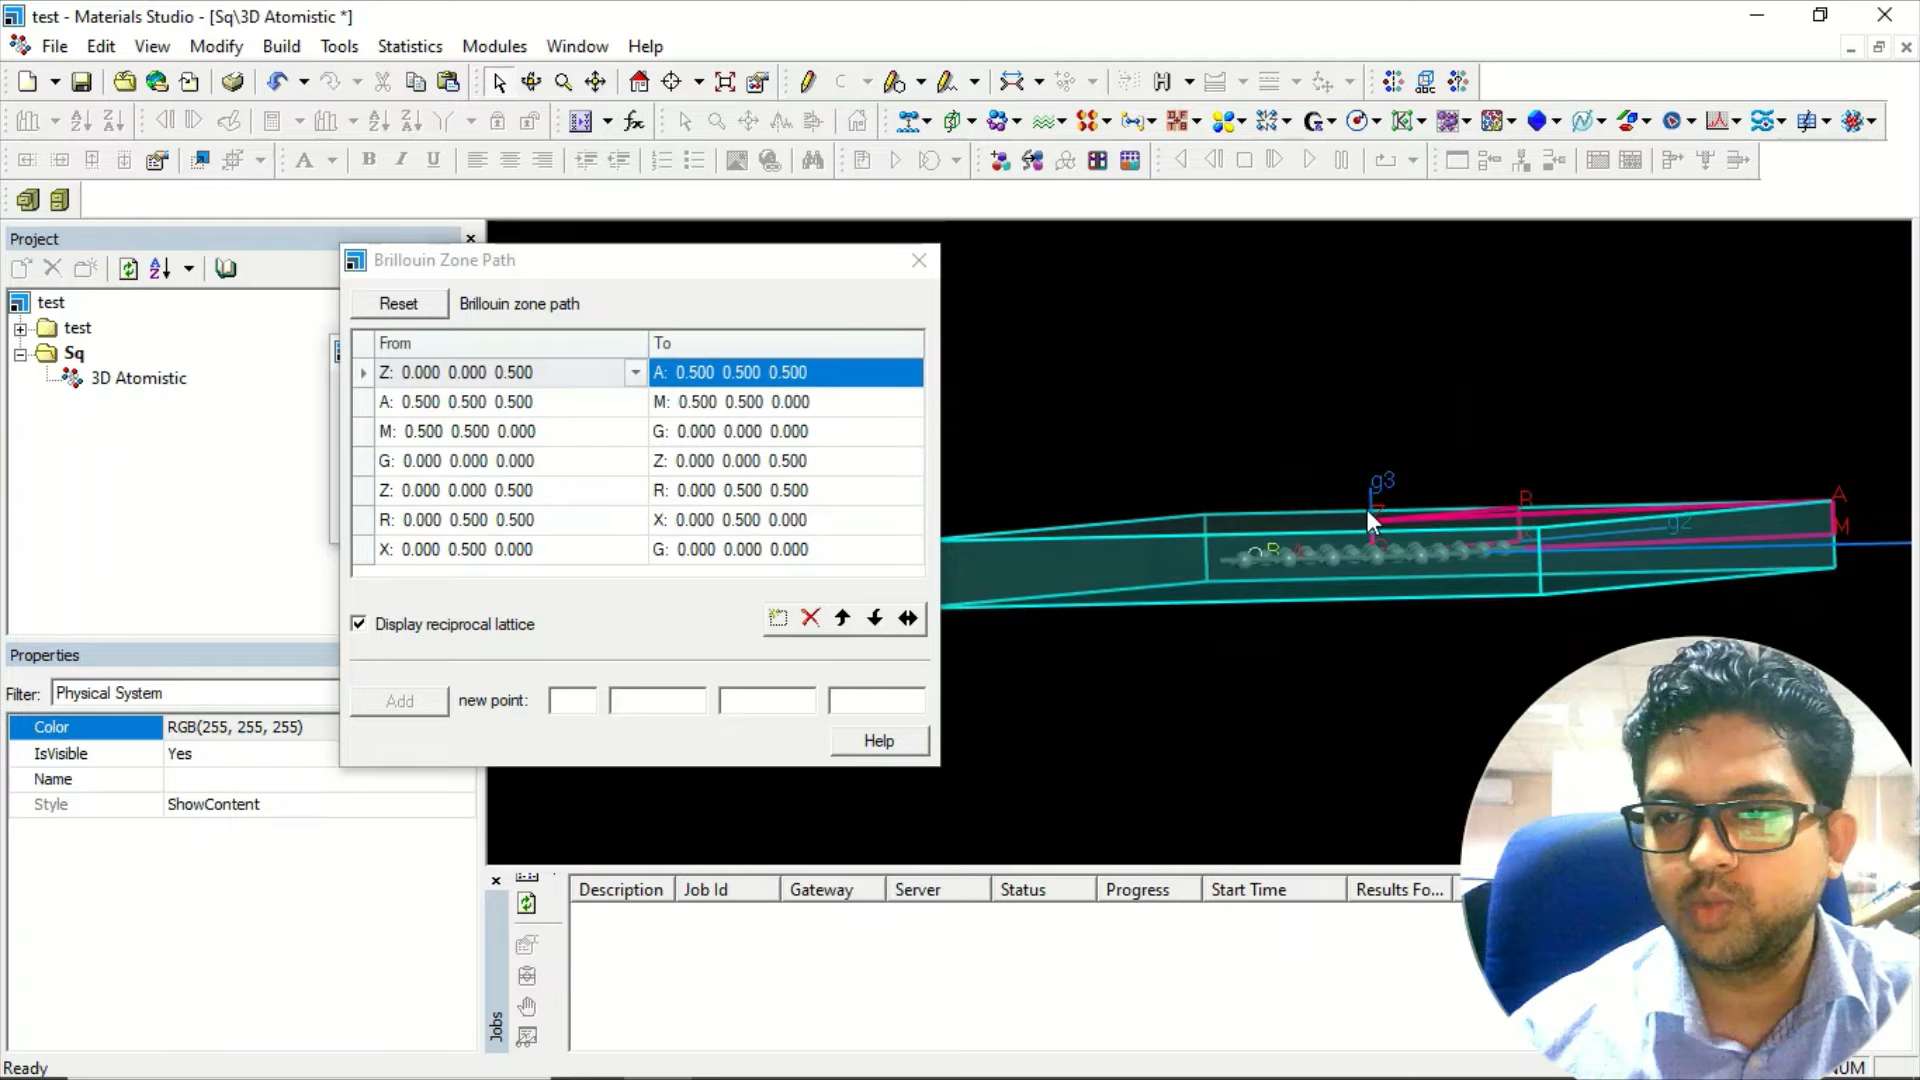 test - Materials Studio - [Sq\3D Atomistic *]
File Edit View Modify Build Tools Statistics Modules Window Help
Project
test
test
Sq
3D Atomistic
Brillouin Zone Path
Reset Brillouin zone path
From To
Z: 0.000 0.000 0.500 A: 0.500 0.500 0.500
A: 0.500 0.500 0.500 M: 0.500 0.500 0.000
M: 0.500 0.500 0.000 G: 0.000 0.000 0.000
G: 0.000 0.000 0.000 Z: 0.000 0.000 0.500
Z: 0.000 0.000 0.500 R: 0.000 0.500 0.500
R: 0.000 0.500 0.500 X: 0.000 0.500 0.000
X: 0.000 0.500 0.000 G: 0.000 0.000 0.000
Display reciprocal lattice
Add new point:
Help
g3
A
M
g2
B
Properties
Filter: Physical System
Color RGB(255, 255, 255)
IsVisible Yes
Name
Style ShowContent
Jobs
Description Job Id Gateway Server Status Progress Start Time Results Fo...
Ready